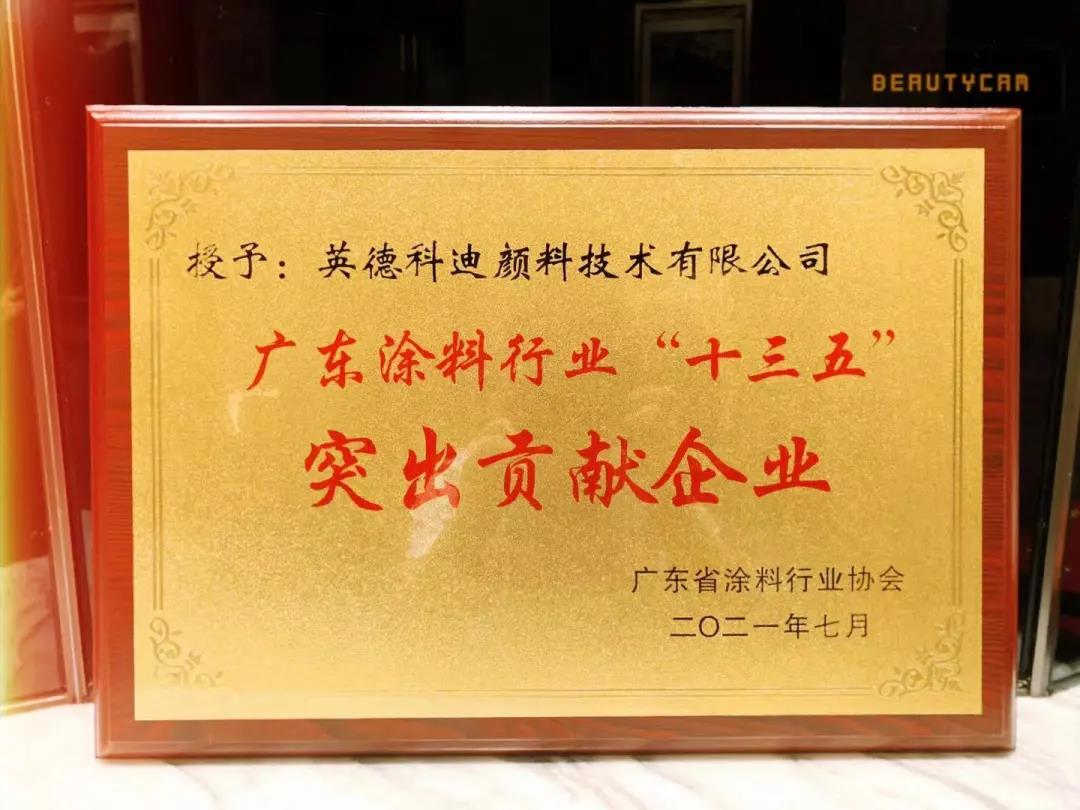 BEAUTYCAM
授予：英德科迪颜料技术有限公司
广东涂料行业“十三五”
突出贡献企业
广东省涂料行业协会
二〇二一年七月